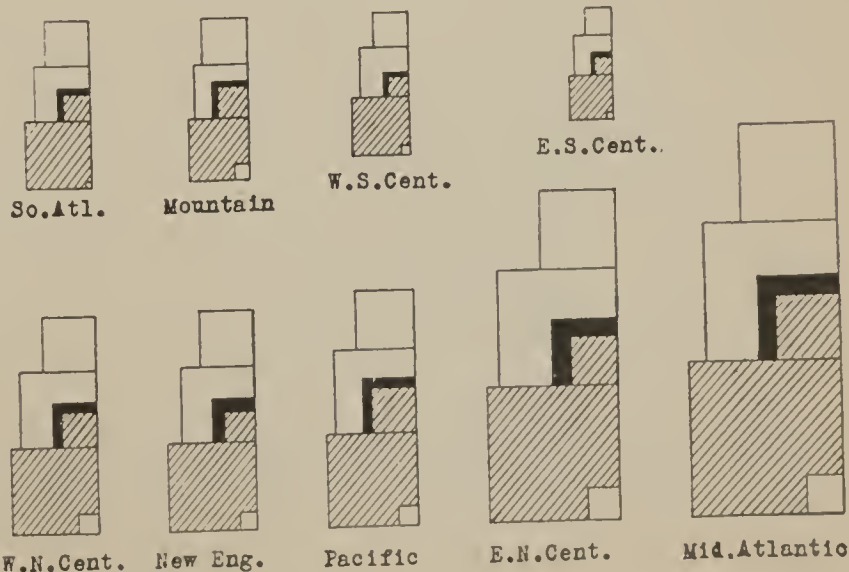 So.Atl.
Mountain
W.S.Cent.
E.S.Cent.
W.N.Cent.
New Eng.
Pacific
E.N.Cent.
Mid.Atlantic